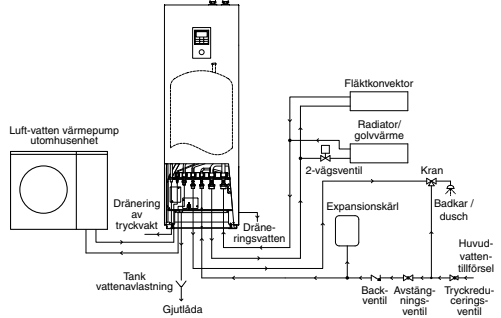 Fläktkonvektor
Radiator/
golvvärme
2-vägsventil
Kran
Badkar /
dusch
Luft-vatten värmepump
utomhusenhet
Dränering
av
tryckvakt
Dräne-
ringsvatten
Expansionskärl
Huvud-
vatten-
tillförsel
Tank
vattenavlastning
Gjutlåda
Back-
ventil
Avstäng-
nings-
ventil
Tryckredu-
cerings-
ventil